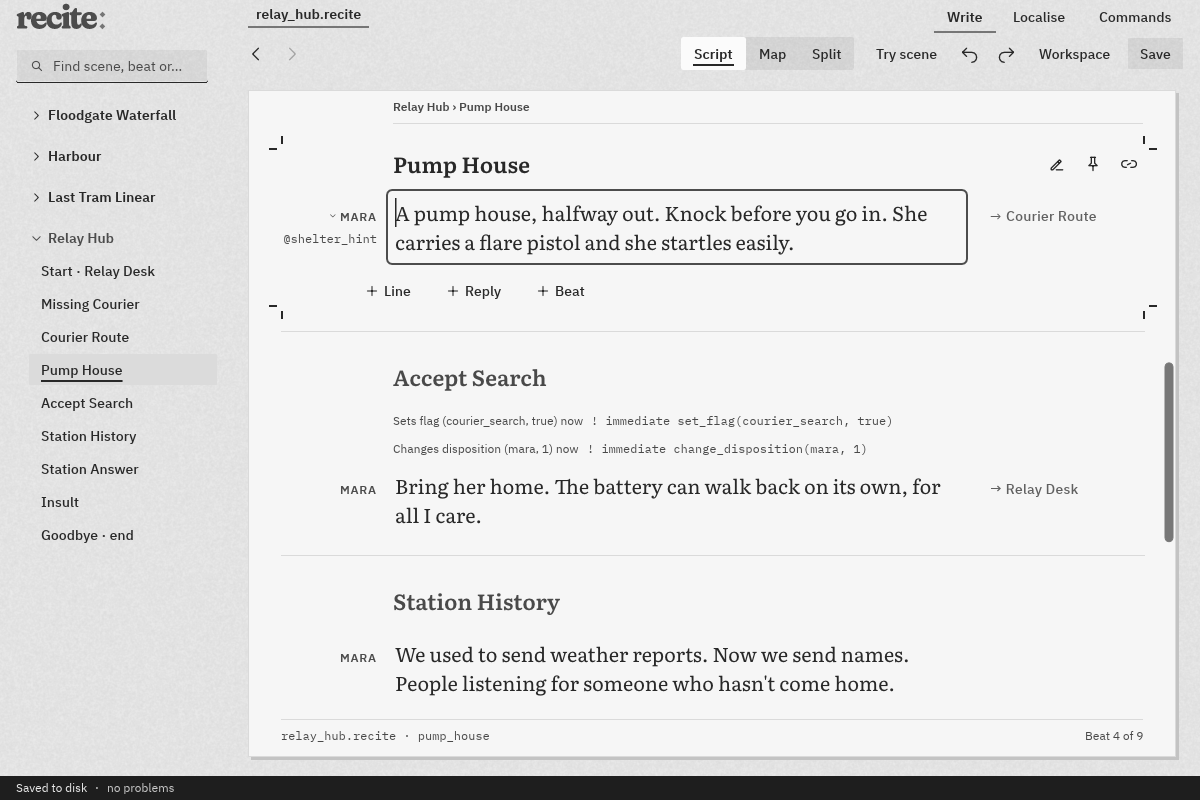 recite:
relay_hub.recite
Write
Localise
Commands
Find scene, beat or...
Script
Map
Split
Try scene
Workspace
Save
Floodgate Waterfall
Harbour
Last Tram Linear
Relay Hub
Start · Relay Desk
Missing Courier
Courier Route
Pump House
Accept Search
Station History
Station Answer
Insult
Goodbye · end
Relay Hub › Pump House
Pump House
MARA
@shelter_hint
A pump house, halfway out. Knock before you go in. She
carries a flare pistol and she startles easily.
→ Courier Route
+ Line
+ Reply
+ Beat
Accept Search
Sets flag (courier_search, true) now ! immediate set_flag(courier_search, true)
Changes disposition (mara, 1) now ! immediate change_disposition(mara, 1)
MARA
Bring her home. The battery can walk back on its own, for
all I care.
→ Relay Desk
Station History
MARA
We used to send weather reports. Now we send names.
People listening for someone who hasn't come home.
relay_hub.recite · pump_house
Beat 4 of 9
Saved to disk · no problems